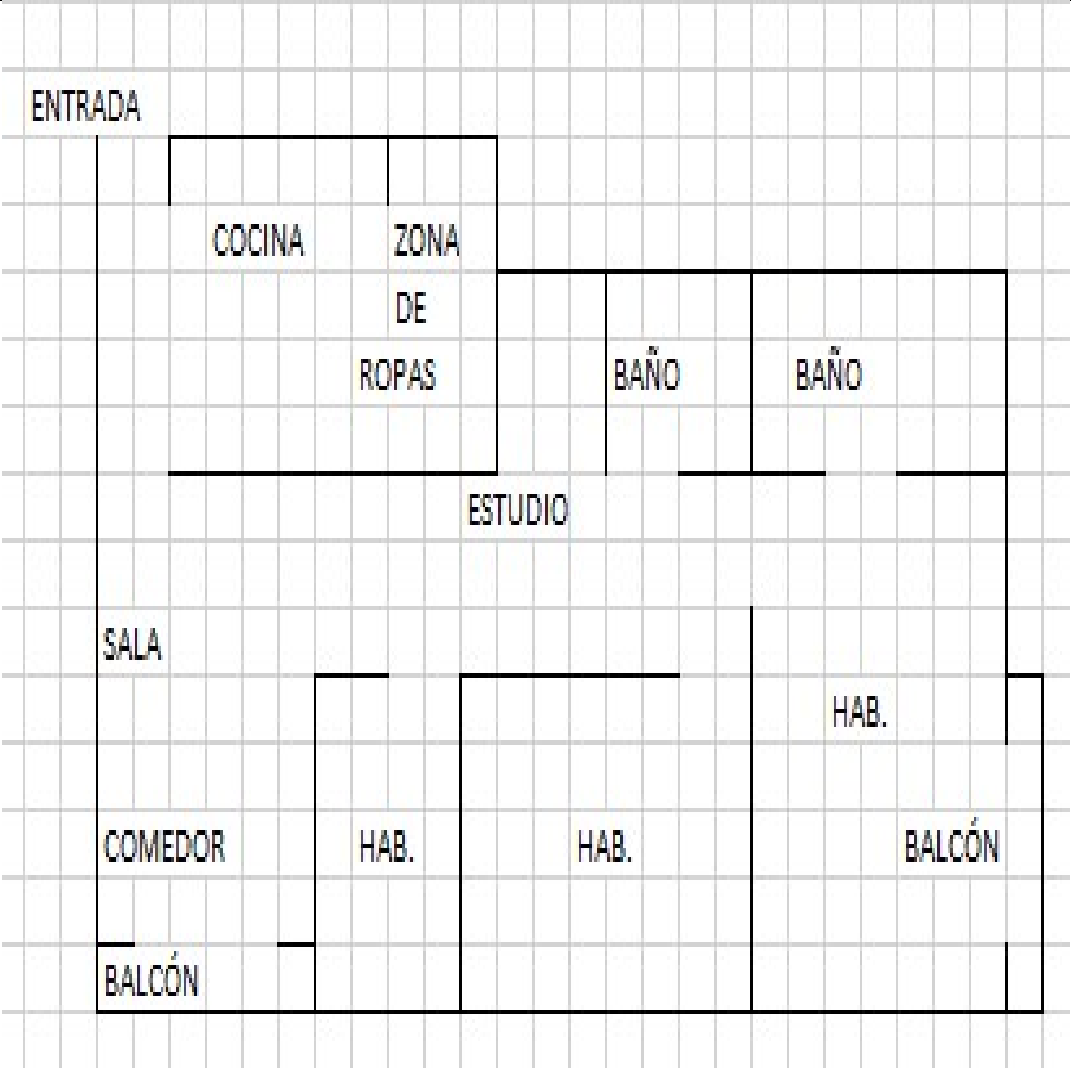 ENTRADA
COCINA
ZONA
DE
ROPAS
BAÑO
BAÑO
ESTUDIO
SALA
HAB.
COMEDOR
HAB.
HAB.
BALCÓN
BALCÓN